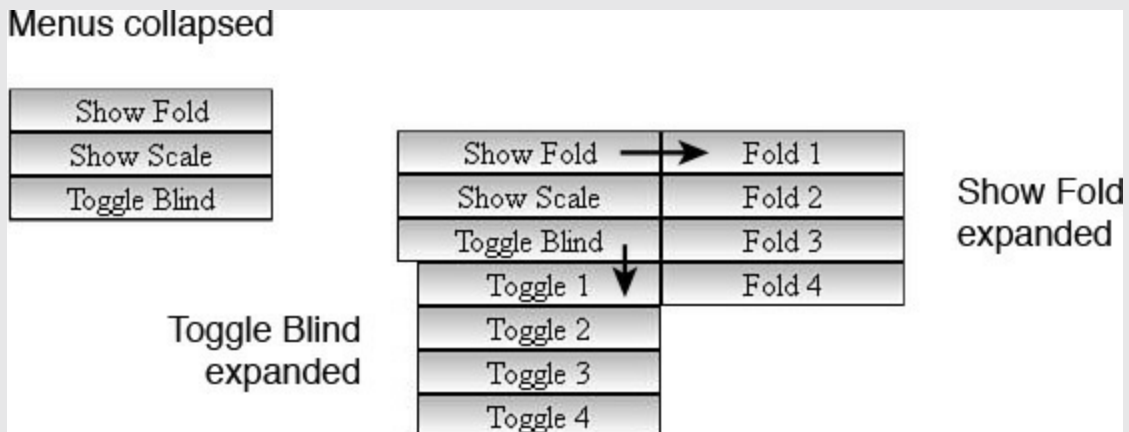 Menus collapsed
Show Fold
Show Scale
Toggle Blind
Show Fold
Fold 1
Show Scale
Fold 2
Toggle Blind
Fold 3
Toggle 1
Fold 4
Toggle 2
Toggle 3
Toggle 4
Show Fold
expanded
Toggle Blind
expanded